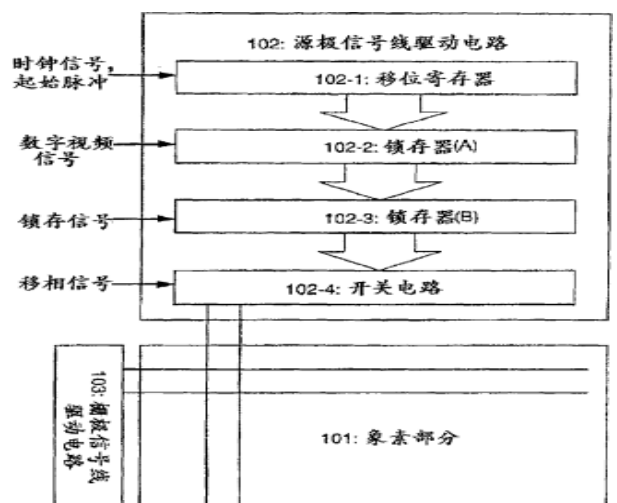 102: 源极信号线驱动电路
时钟信号,
起始脉冲
102-1: 移位寄存器
数字视频
信号
102-2: 锁存器(A)
锁存信号
102-3: 锁存器(B)
移相信号
102-4: 开关电路
103: 栅极信号线
驱动电路
101: 象素部分